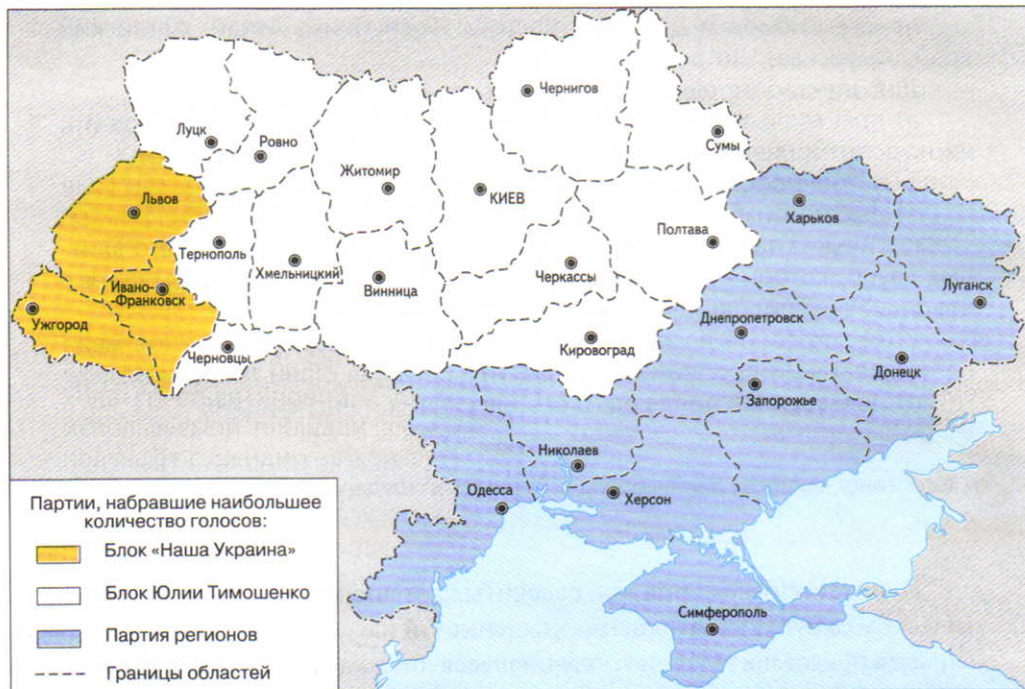 Чернигов
Луцк
Ровно
Сумы
Житомир
КИЕВ
Львов
Харьков
Тернополь
Полтава
Хмельницкий
Черкассы
Винница
Ивано-
-Франковск
Луганск
Ужгород
Днепропетровск
Черновцы
Кировоград
Донецк
Запорожье
Николаев
Одесса
Херсон
Симферополь
Партии, набравшие наибольшее
количество голосов:
Блок «Наша Украина»
Блок Юлии Тимошенко
Партия регионов
Границы областей